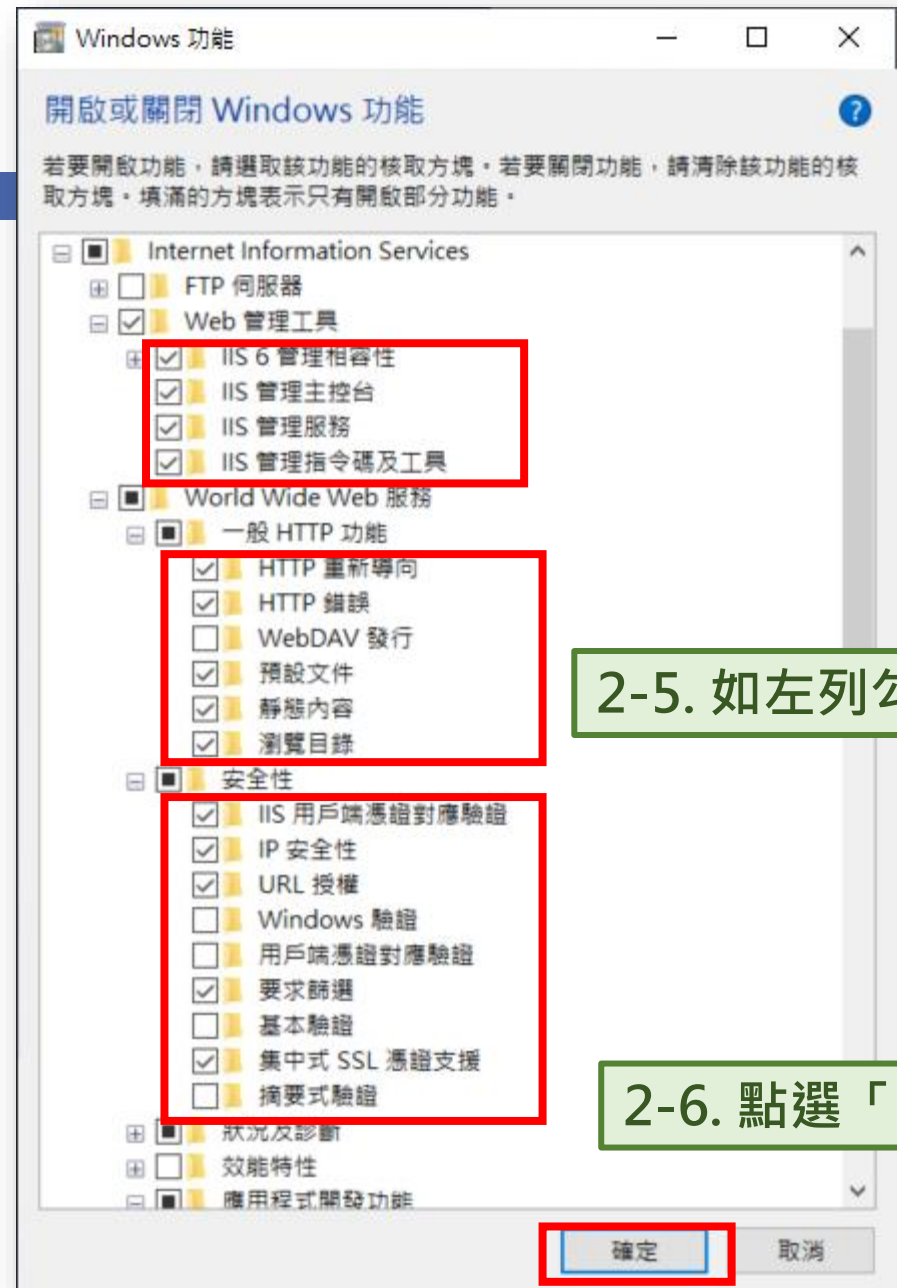 Windows 功能
開啟或關閉 Windows 功能
若要開啟功能，請選取該功能的核取方塊。若要關閉功能，請清除該功能的核
取方塊。填滿的方塊表示只有開啟部分功能。
Internet Information Services
FTP 伺服器
Web 管理工具
IIS 6 管理相容性
IIS 管理主控台
IIS 管理服務
IIS 管理指令碼及工具
World Wide Web 服務
一般 HTTP 功能
HTTP 重新導向
HTTP 錯誤
WebDAV 發行
預設文件
靜態內容
瀏覽目錄
2-5. 如左列勾
安全性
IIS 用戶端憑證對應驗證
IP 安全性
URL 授權
Windows 驗證
用戶端憑證對應驗證
要求篩選
基本驗證
集中式 SSL 憑證支援
摘要式驗證
2-6. 點選「
狀況及診斷
效能特性
應用程式開發功能
確定
取消